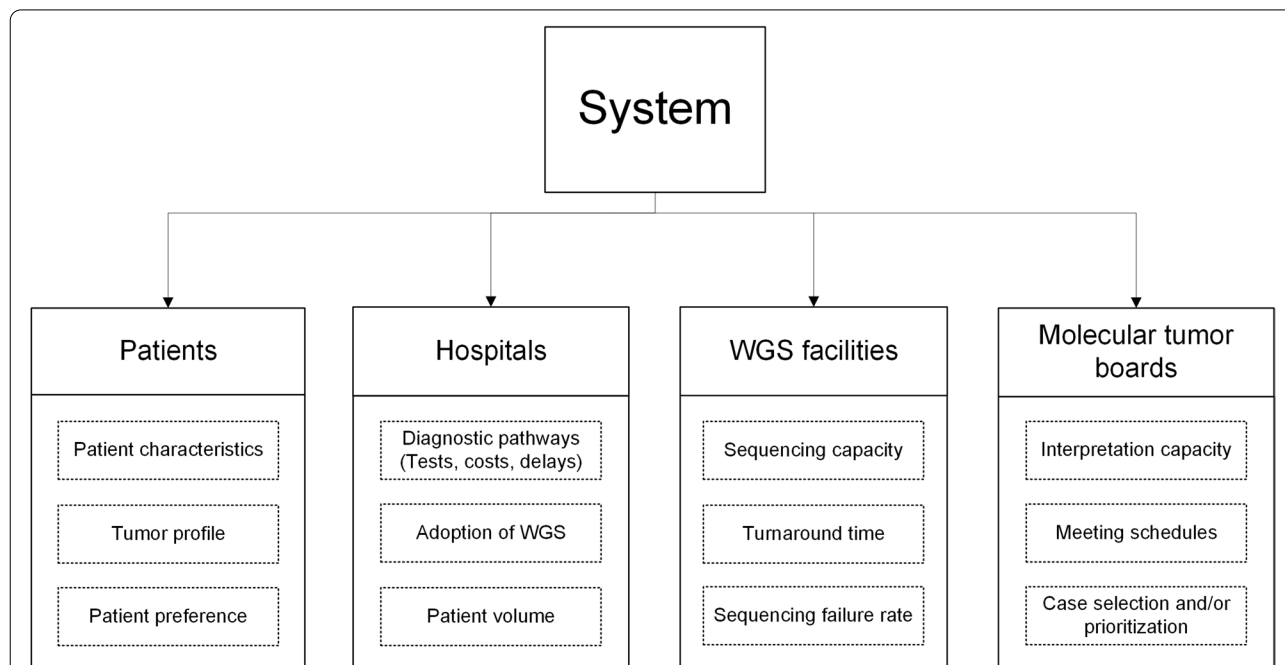 System
Patients
Patient characteristics
Tumor profile
Patient preference
Hospitals
Diagnostic pathways
(Tests, costs, delays)
Adoption of WGS
Patient volume
WGS facilities
Sequencing capacity
Turnaround time
Sequencing failure rate
Molecular tumor
boards
Interpretation capacity
Meeting schedules
Case selection and/or
prioritization